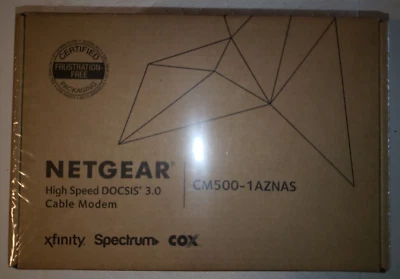 CERTIFIED
FRUSTRATION-
FREE
PACKAGING
NETGEAR®
High Speed DOCSIS® 3.0
Cable Modem
CM500-1AZNAS
xfinity Spectrum COX